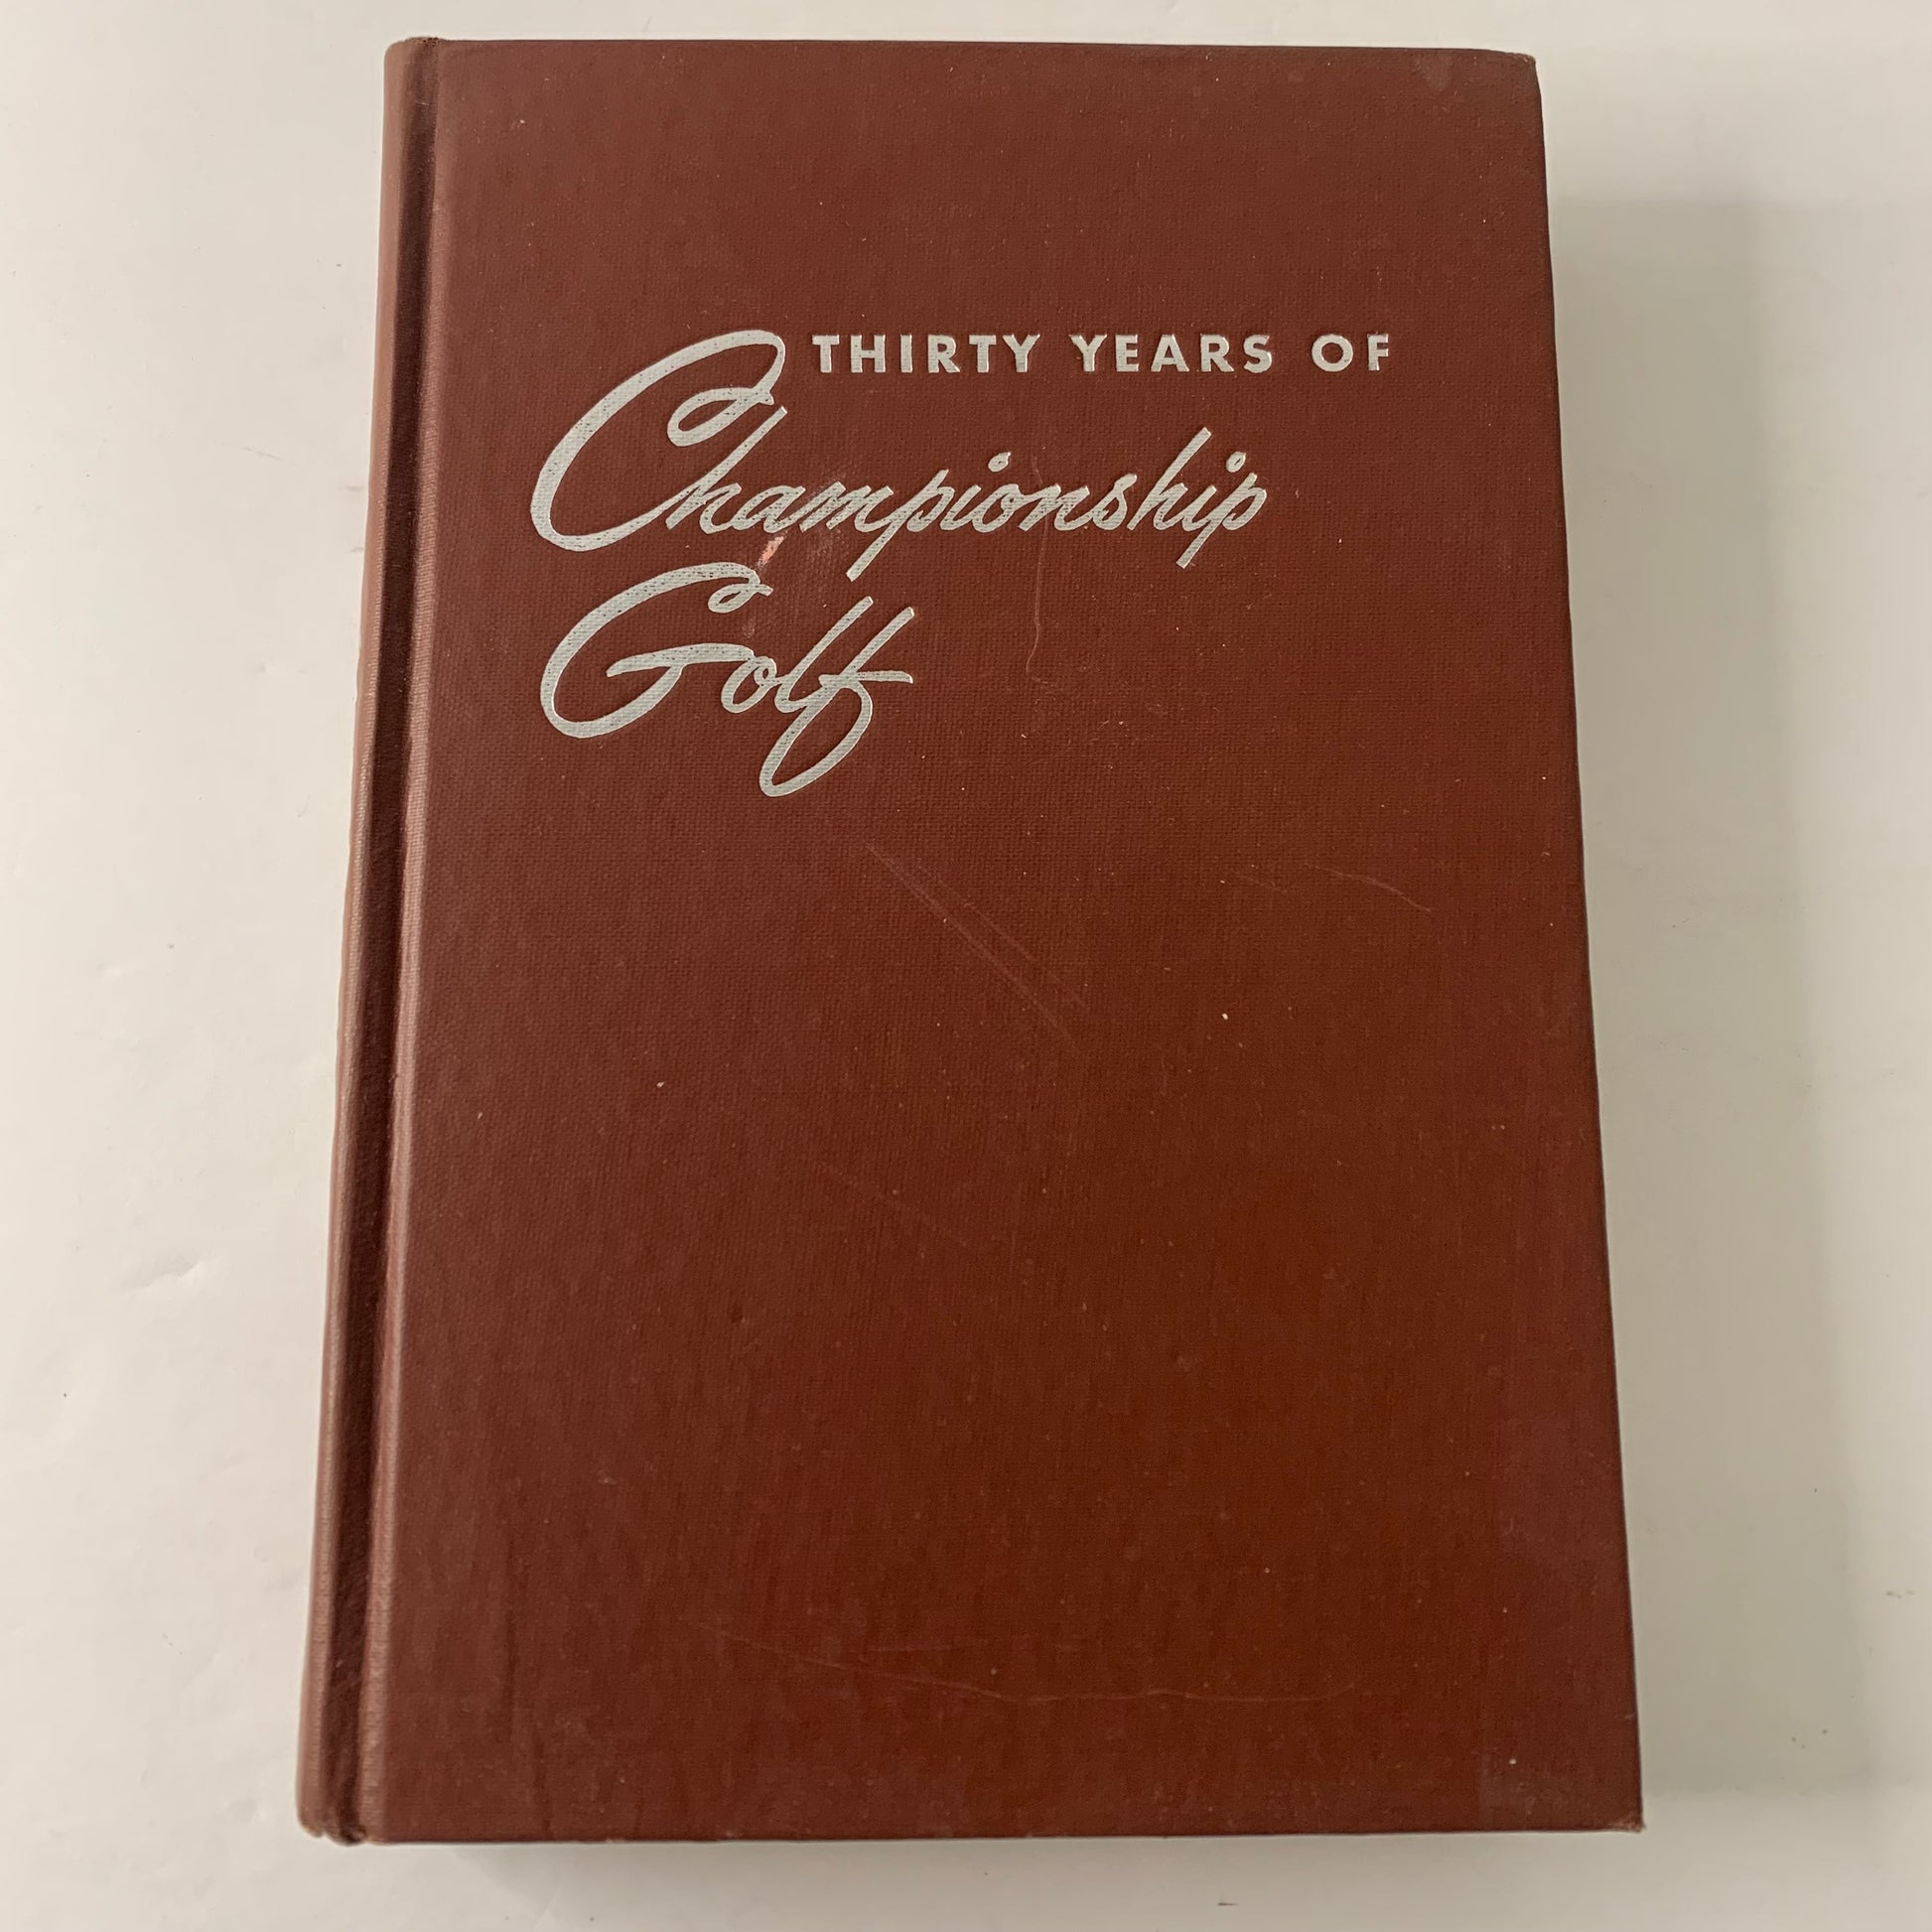 THIRTY YEARS OF
Championship
Golf